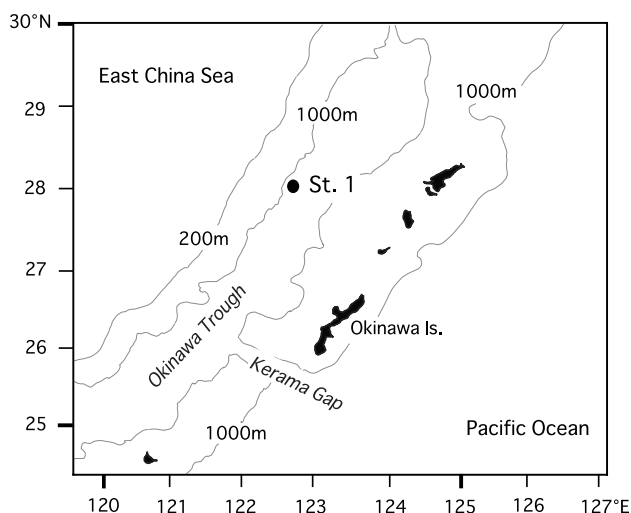 30°N
East China Sea
1000m
1000m
29
St. 1
28
200m
27
Okinawa Trough
Okinawa Is.
26
Kerama Gap
25
1000m
Pacific Ocean
120 121 122 123 124 125 126 127°E